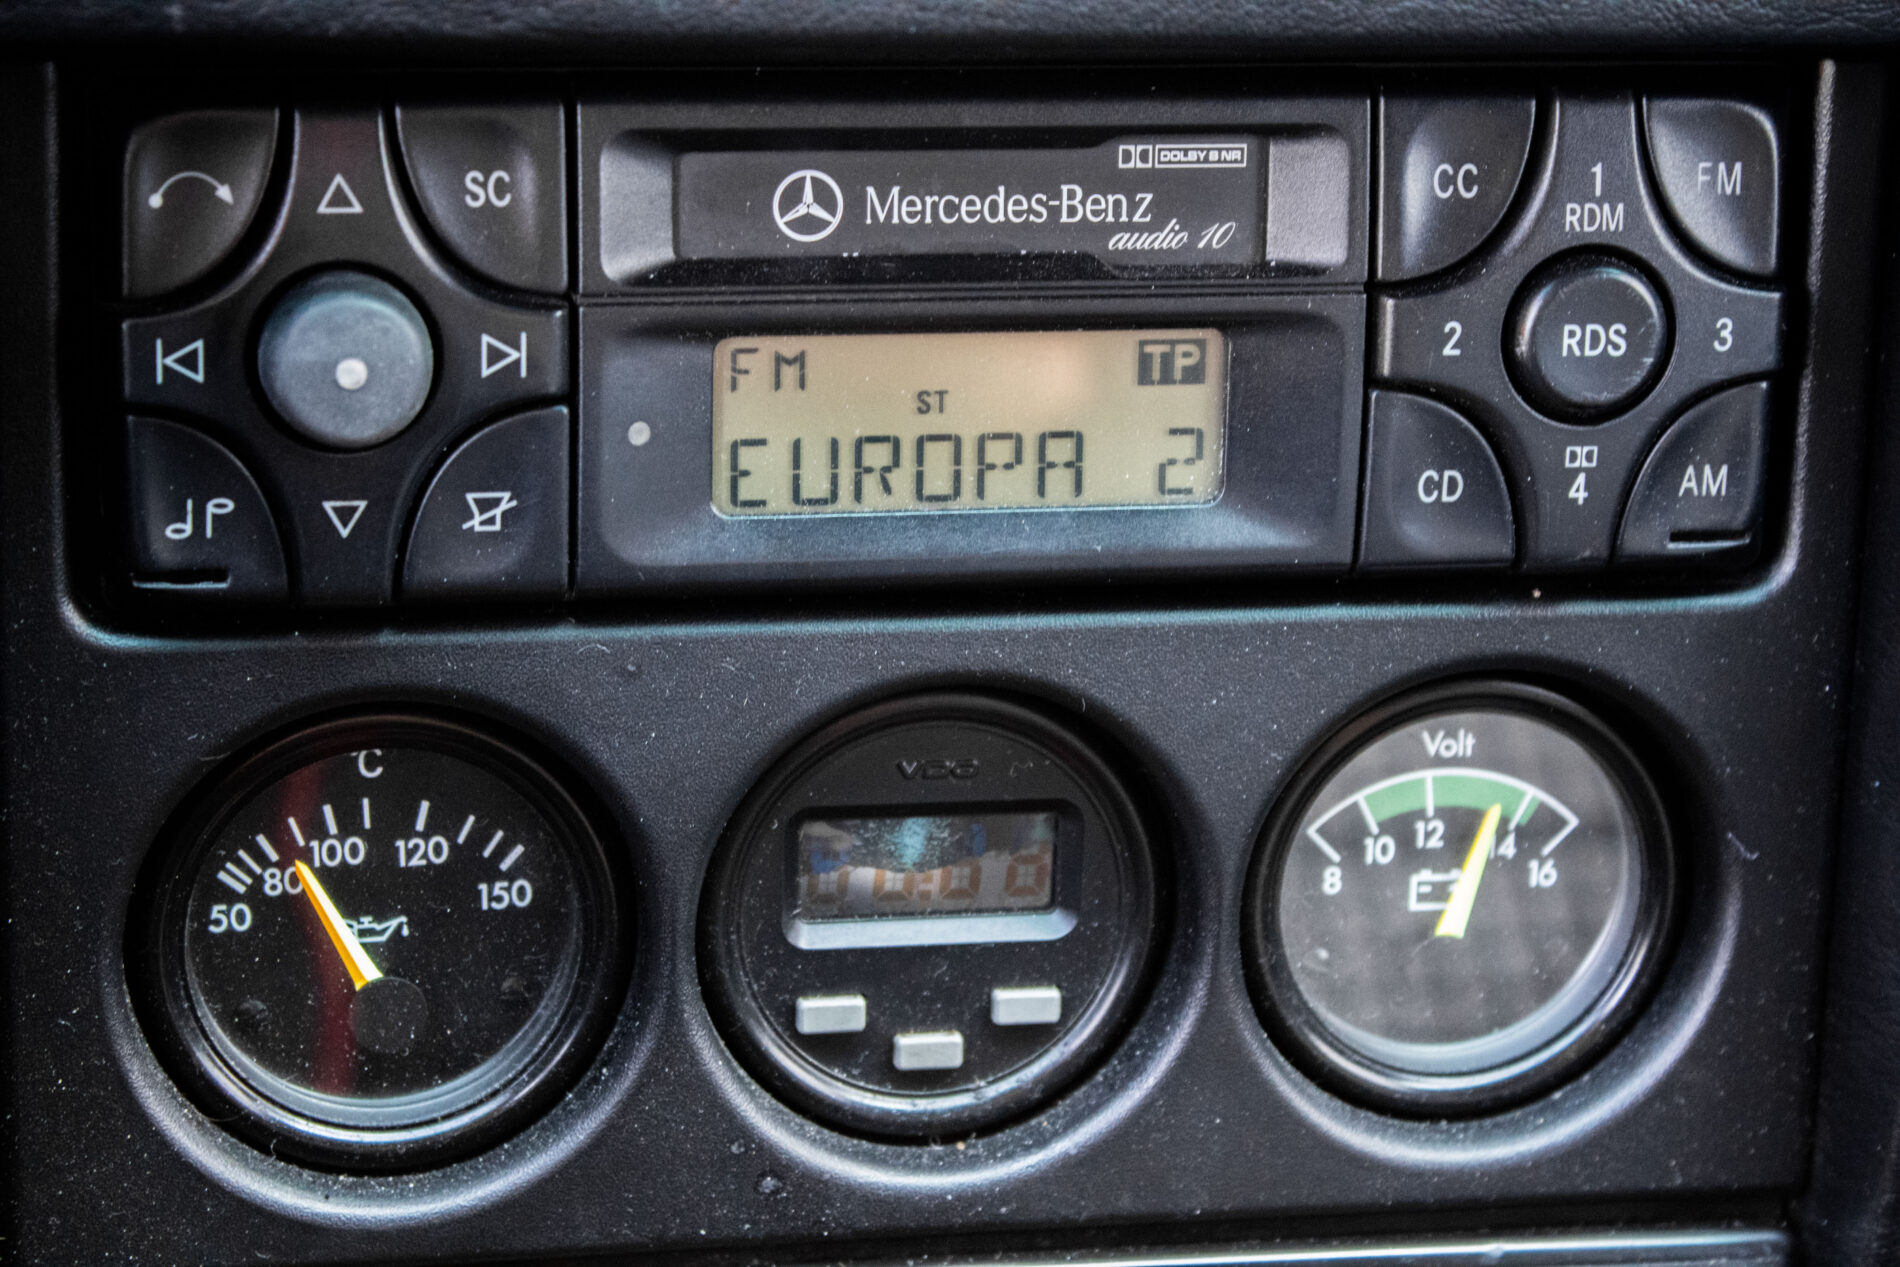 SC
DOLBY B NR
Mercedes-Benz
audio 10
CC
1
RDM
FM
2
RDS
3
CD
4
AM
FM
TP
ST
EUROPA 2
°C
50
80
100
120
150
VDO
Volt
8
10
12
14
16